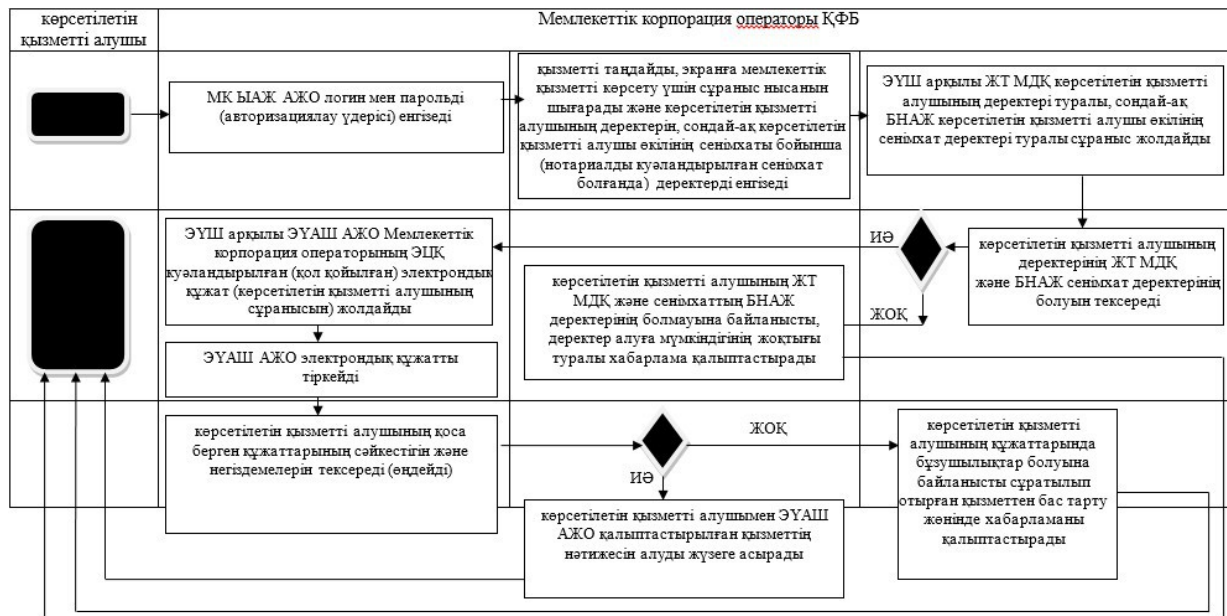 көрсетілетін
қызметті алушы
Мемлекеттік корпорация операторы ҚФБ
МК ЫАЖ АЖО логин мен парольді
(авторизациялау үдерісі) енгізеді
қызметті таңдайды, экранға мемлекеттік
қызметті көрсету үшін сұраныс нысанын
шығарады және көрсетілетін қызметті
алушының деректерін, сондай-ақ көрсетілетін
қызметті алушы өкілінің сенімхаты бойынша
(нотариалды куәландырылған сенімхат
болғанда) деректерді енгізеді
ЭҮШ арқылы ЖТ МДҚ көрсетілетін қызметті
алушының деректері туралы, сондай-ақ
БНАЖ көрсетілетін қызметті алушы өкілінің
сенімхат деректері туралы сұраныс жолдайды
ЭҮШ арқылы ЭҮАШ АЖО Мемлекеттік
корпорация операторының ЭЦҚ
куәландырылған (қол қойылған) электрондық
құжат (көрсетілетін қызметті алушының
сұранысын) жолдайды
ИӘ
көрсетілетін қызметті алушының
деректерінің ЖТ МДҚ
және БНАЖ сенімхат деректерінің
болуын тексереді
көрсетілетін қызметті алушының ЖТ
МДҚ және сенімхаттың БНАЖ
деректерінің болмауына байланысты,
деректер алуға мүмкіндігінің жоқтығы
туралы хабарлама қалыптастырады
ЖОҚ
ЭҮАШ АЖО электрондық құжатты
тіркейді
көрсетілетін қызметті алушының қоса
берген құжаттарының сәйкестігін және
негіздемелерін тексереді (өңдейді)
ЖОҚ
ИӘ
көрсетілетін қызметті
алушының құжаттарында
бұзушылықтар болуына
байланысты сұратылып
отырған қызметтен бас тарту
жөнінде хабарламаны
қалыптастырады
көрсетілетін қызметті алушымен ЭҮАШ
АЖО қалыптастырылған қызметтің
нәтижесін алуды жүзеге асырады